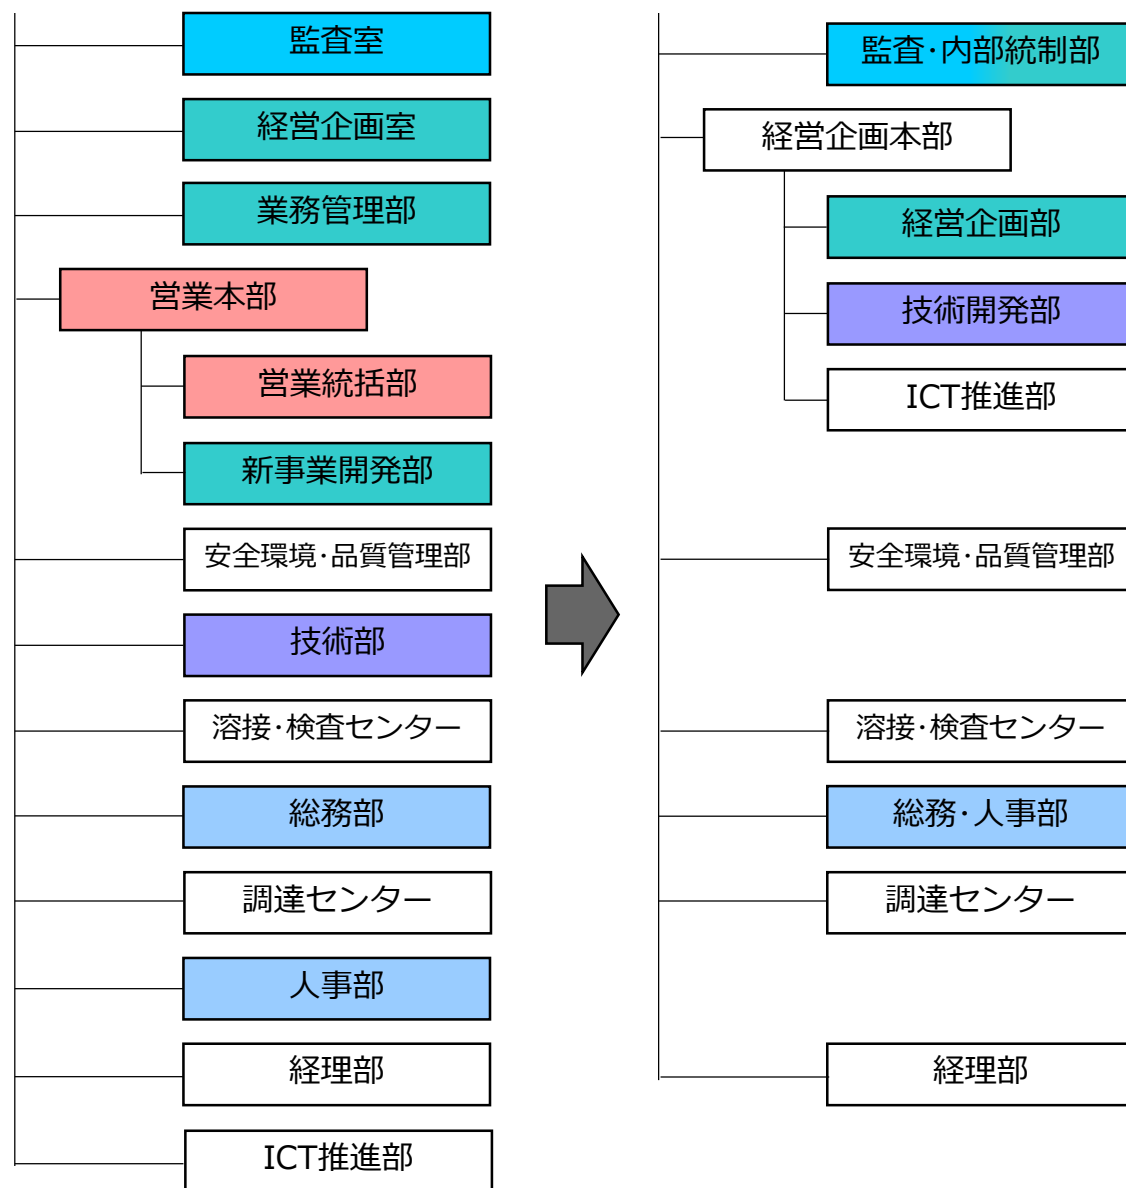 監査室
経営企画室
業務管理部
営業本部
営業統括部
新事業開発部
安全環境・品質管理部
技術部
溶接・検査センター
総務部
調達センター
人事部
経理部
ICT推進部
監査・内部統制部
経営企画本部
経営企画部
技術開発部
ICT推進部
安全環境・品質管理部
溶接・検査センター
総務・人事部
調達センター
経理部